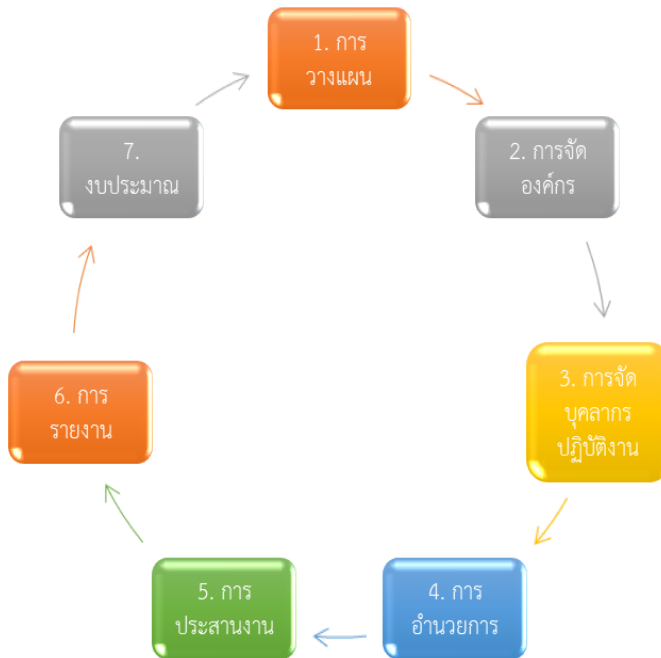 1. การ
วางแผน
2. การจัด
องค์กร
3. การจัด
บุคลากร
ปฏิบัติงาน
4. การ
อำนวยการ
5. การ
ประสานงาน
6. การ
รายงาน
7.
งบประมาณ